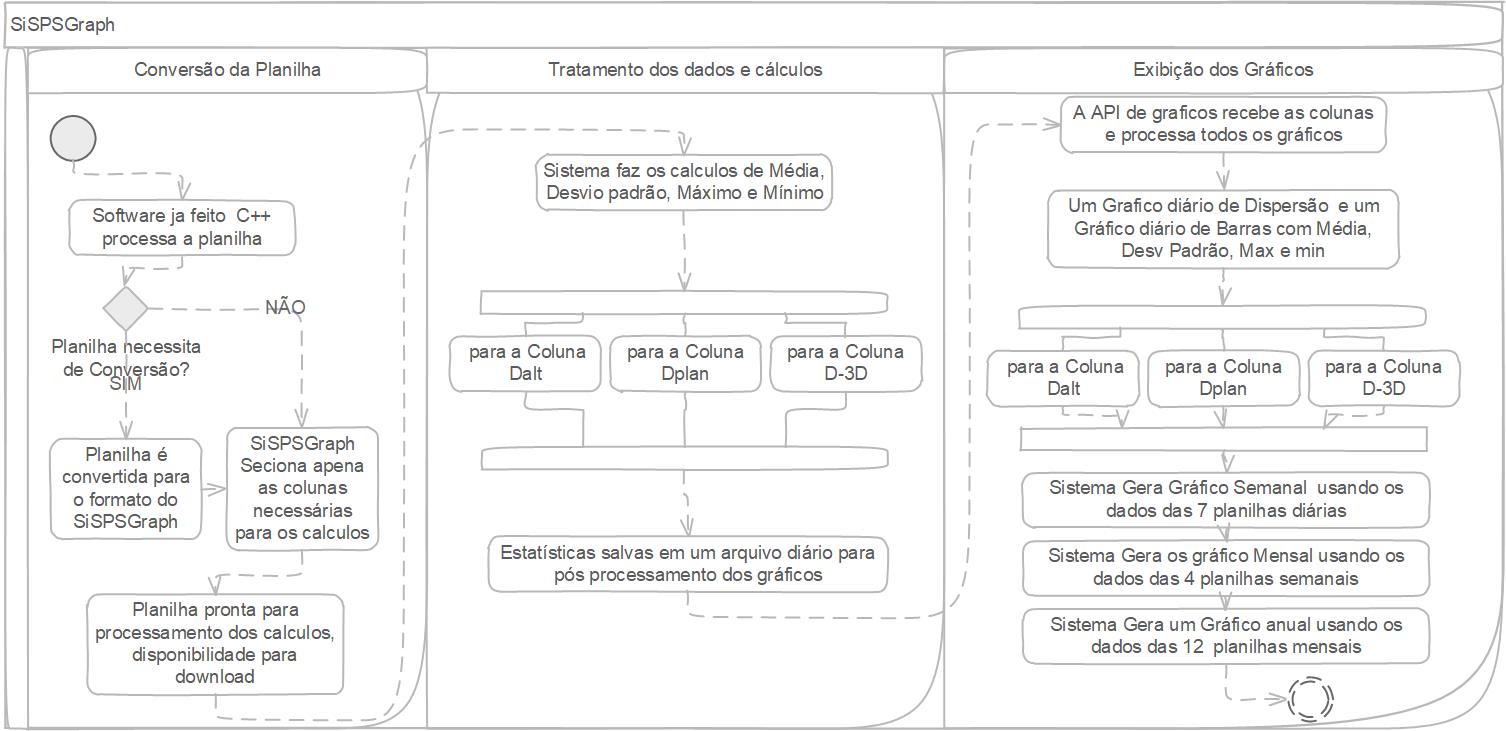 SiSPSGraph
Conversão da Planilha
Software ja feito  C++
processa a planilha
NÃO
Planilha necessita
de Conversão?
SIM
Planilha é
convertida para
o formato do
SiSPSGraph
SiSPSGraph
Seciona apena
as colunas
necessárias
para os calculos
Planilha pronta para
processamento dos calculos,
disponibilidade para
download
Tratamento dos dados e cálculos
Sistema faz os calculos de Média,
Desvio padrão, Máximo e Mínimo
para a Coluna
Dalt
para a Coluna
Dplan
para a Coluna
D-3D
Estatísticas salvas em um arquivo diário para
pós processamento dos gráficos
Exibição dos Gráficos
A API de graficos recebe as colunas
e processa todos os gráficos
Um Grafico diário de Dispersão  e um
Gráfico diário de Barras com Média,
Desv Padrão, Max e min
para a Coluna
Dalt
para a Coluna
Dplan
para a Coluna
D-3D
Sistema Gera Gráfico Semanal  usando os
dados das 7 planilhas diárias
Sistema Gera os gráfico Mensal usando os
dados das 4 planilhas semanais
Sistema Gera um Gráfico anual usando os
dados das 12  planilhas mensais